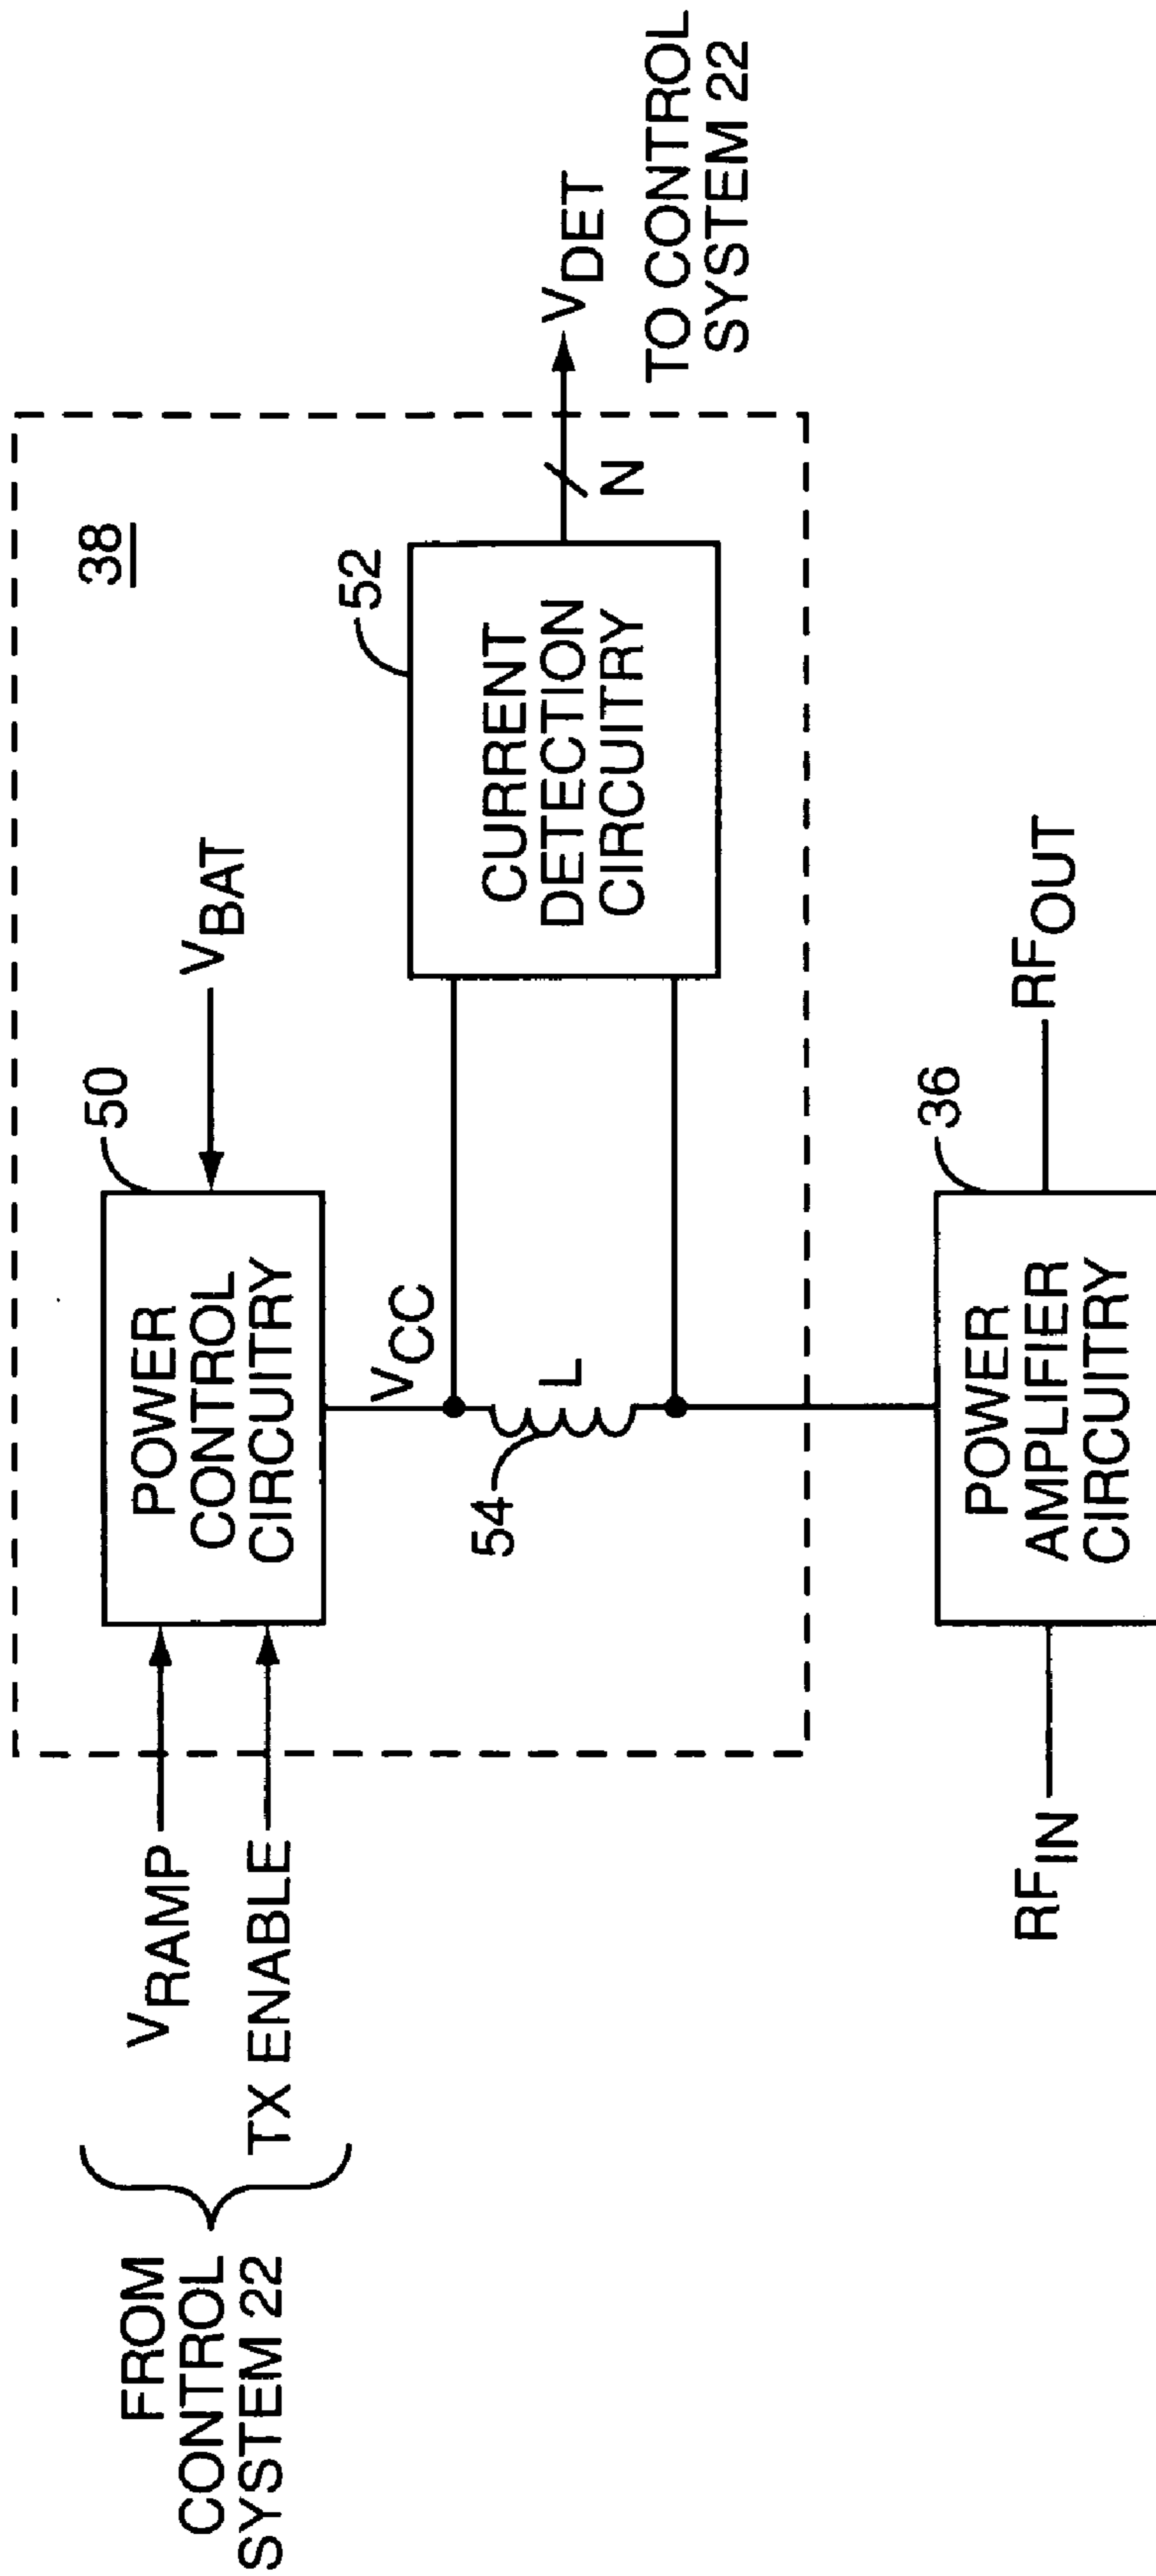 FROM
CONTROL
SYSTEM 22
VRAMP
TX ENABLE
50
POWER
CONTROL
CIRCUITRY
VBAT
38
VCC
54
L
52
CURRENT
DETECTION
CIRCUITRY
N
VDET
TO CONTROL
SYSTEM 22
RFIN
36
POWER
AMPLIFIER
CIRCUITRY
RFOUT